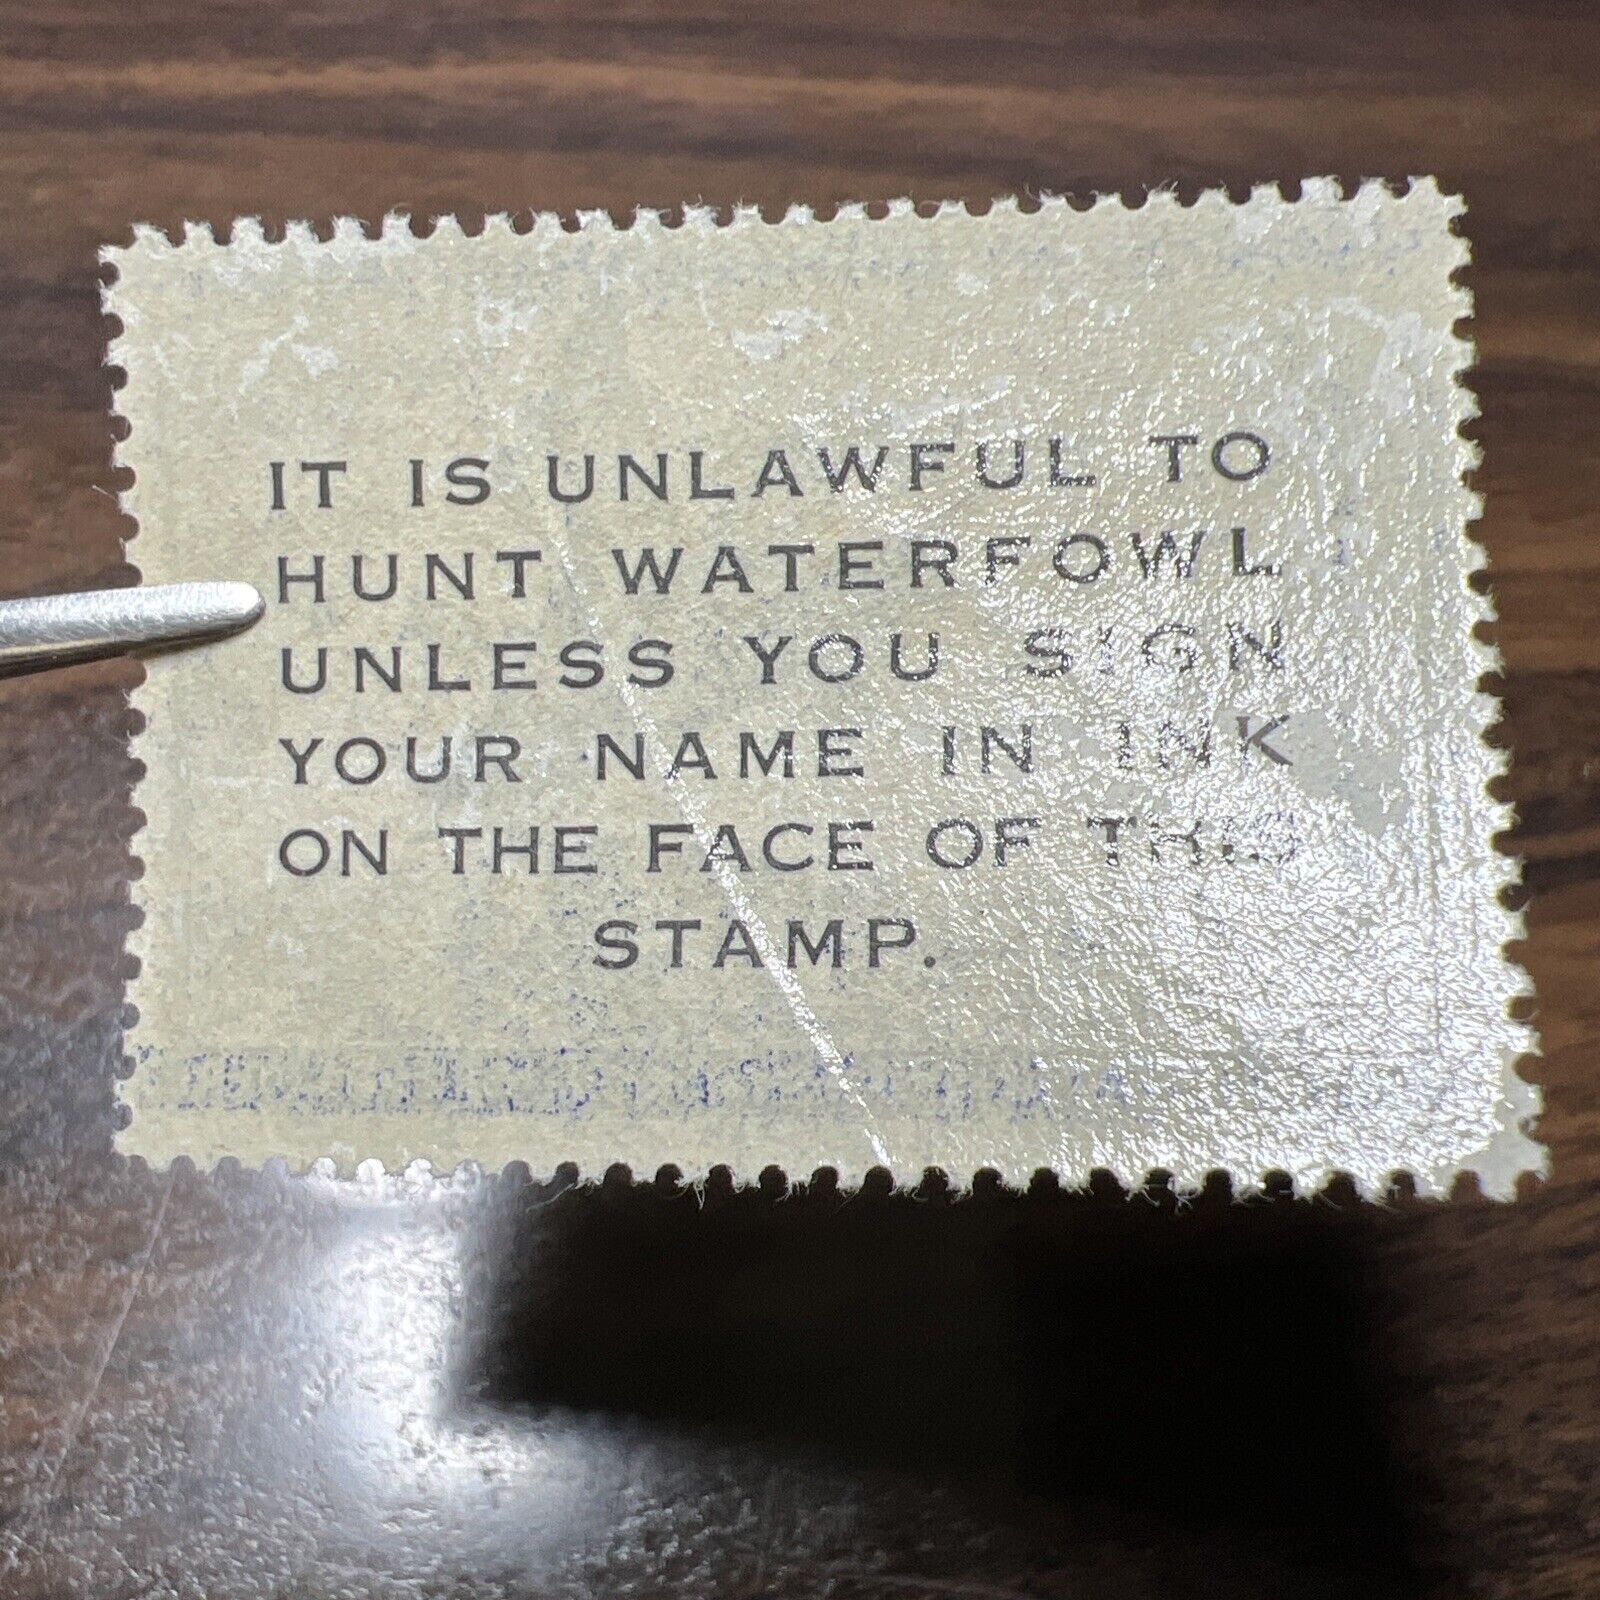 IT IS UNLAWFUL TO
HUNT WATERFOWL
UNLESS YOU SIGN
YOUR NAME IN INK
ON THE FACE OF THIS
STAMP.